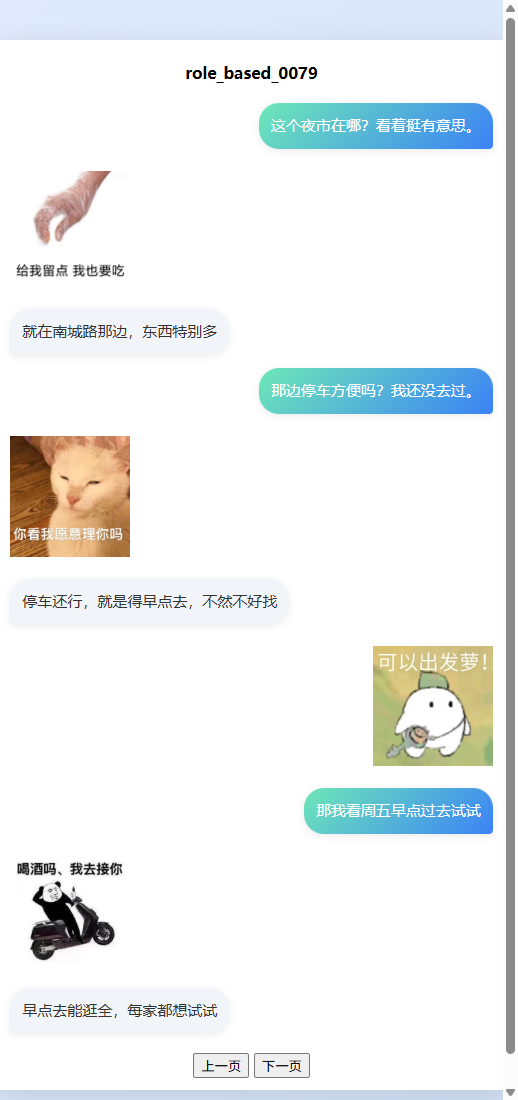 role_based_0079
这个夜市在哪？看着挺有意思。
给我留点 我也要吃
就在南城路那边，东西特别多
那边停车方便吗？我还没去过。
你看我愿意理你吗
停车还行，就是得早点去，不然不好找
可以出发萝！
那我看周五早点过去试试
喝酒吗、我去接你
早点去能逛全，每家都想试试
上一页 下一页